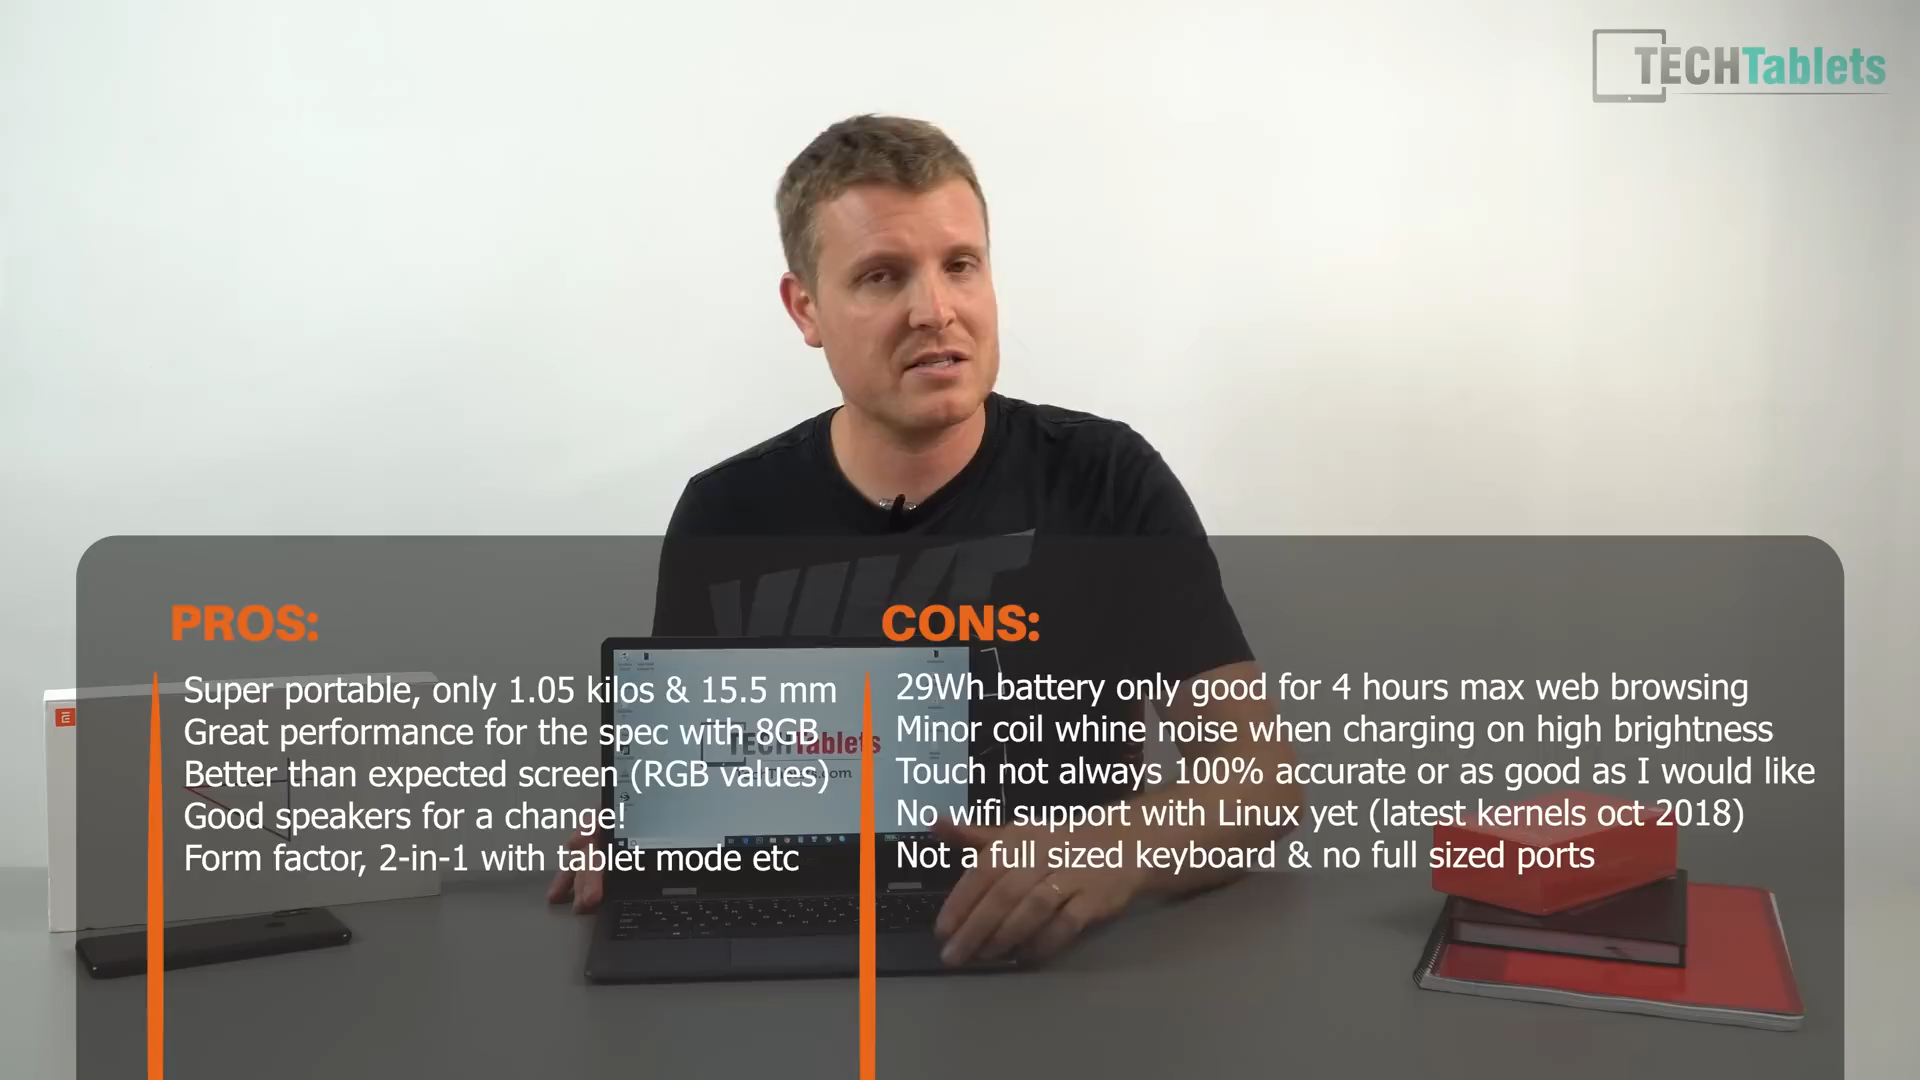 TECHTablets
NIKE
PROS:
Super portable, only 1.05 kilos & 15.5 mm
Great performance for the spec with 8GB
Better than expected screen (RGB values)
Good speakers for a change!
Form factor, 2-in-1 with tablet mode etc
CONS:
29Wh battery only good for 4 hours max web browsing
Minor coil whine noise when charging on high brightness
Touch not always 100% accurate or as good as I would like
No wifi support with Linux yet (latest kernels oct 2018)
Not a full sized keyboard & no full sized ports
TECHTablets